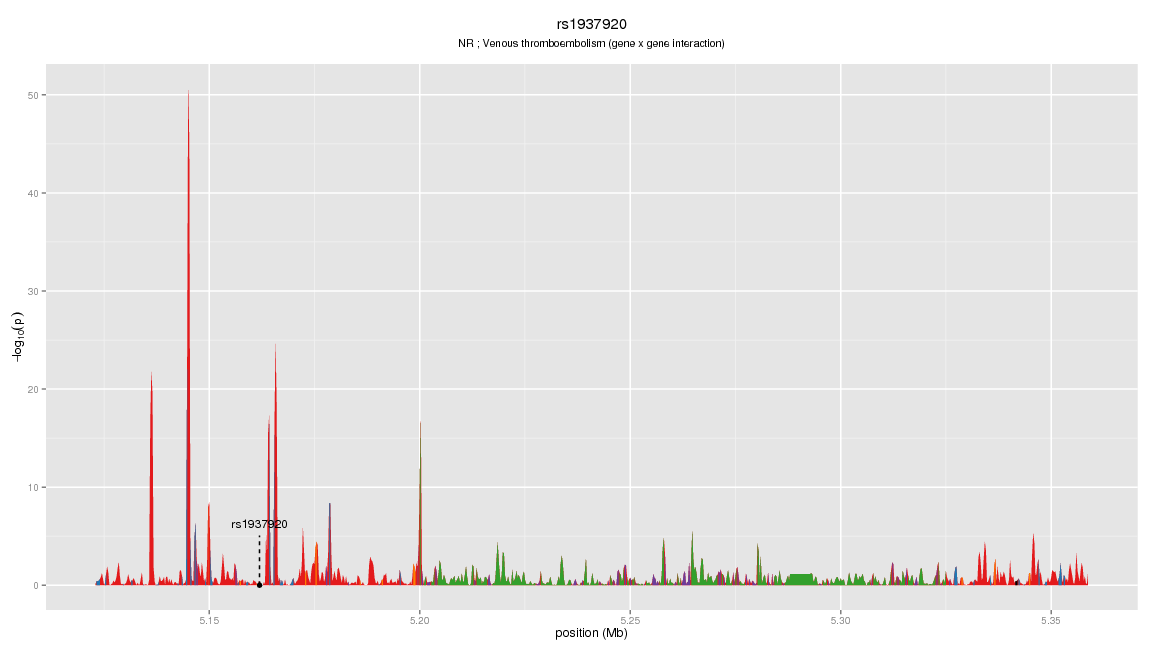 rs1937920
NR ; Venous thromboembolism (gene x gene interaction)
−log10(p)
50
40
30
20
10
0
rs1937920
5.15 5.20 5.25 5.30 5.35
position (Mb)